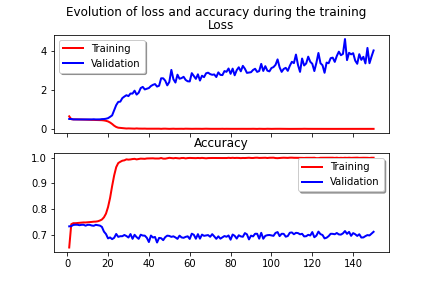 Evolution of loss and accuracy during the training
Loss
4
2
0
Training
Validation
Accuracy
1.0
0.9
0.8
0.7
Training
Validation
0 20 40 60 80 100 120 140